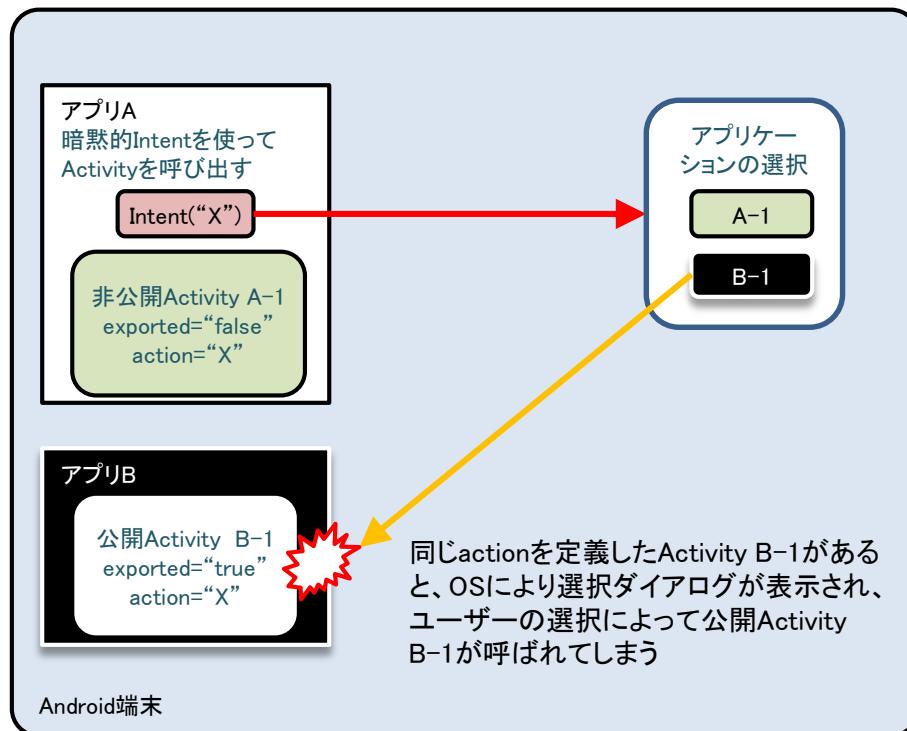 アプリA
暗黙的Intentを使って
Activityを呼び出す
Intent(“X”)
非公開Activity A-1
exported=“false”
action=“X”
アプリケー
ションの選択
A-1
B-1
アプリB
公開Activity B-1
exported=“true”
action=“X”
同じactionを定義したActivity B-1がある
と、OSにより選択ダイアログが表示され、
ユーザーの選択によって公開Activity
B-1が呼ばれてしまう
Android端末